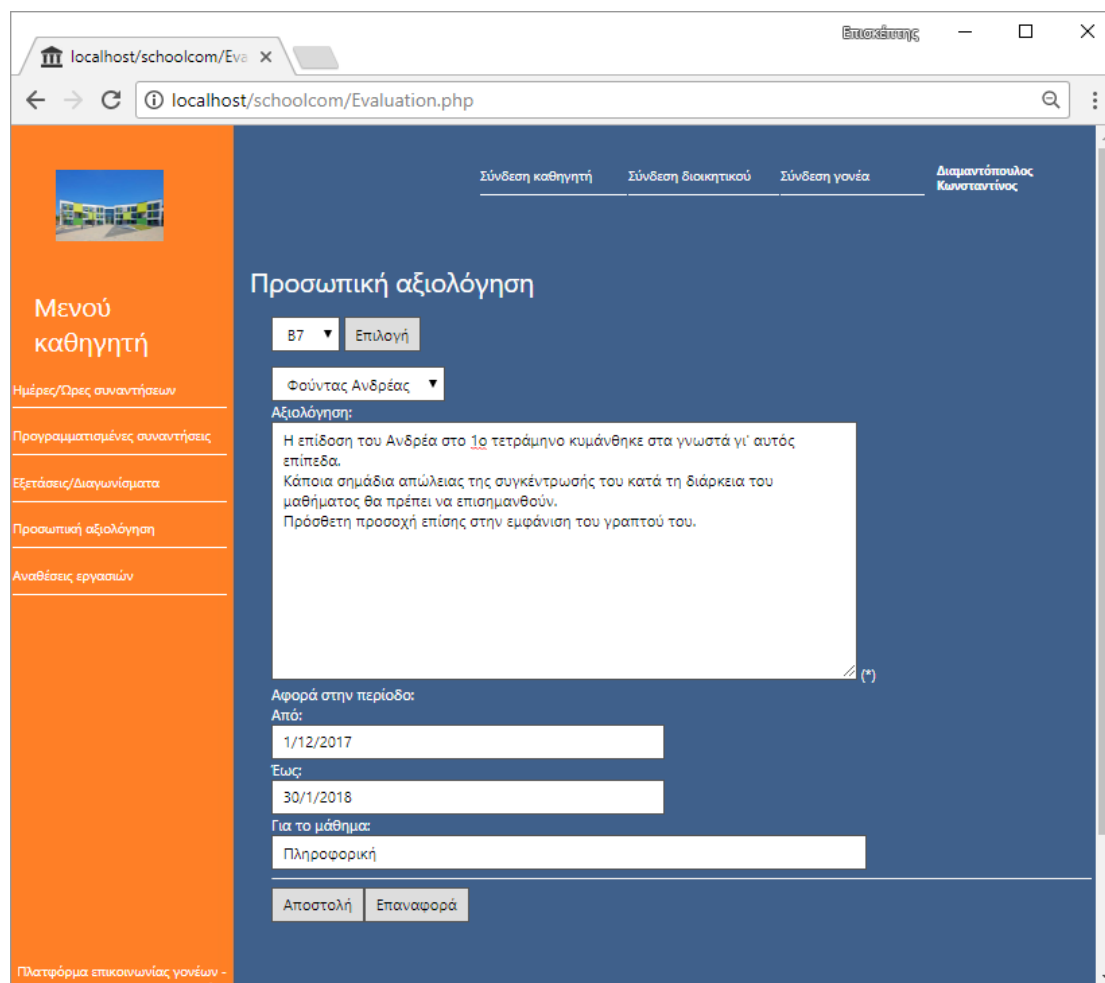 Επισκέπτης
localhost/schoolcom/Eva
localhost/schoolcom/Evaluation.php
Σύνδεση καθηγητή Σύνδεση διοικητικού Σύνδεση γονέα Διαμαντόπουλος
Κωνσταντίνος
Μενού
καθηγητή
Ημέρες/Ώρες συναντήσεων
Προγραμματισμένες συναντήσεις
Εξετάσεις/Διαγωνίσματα
Προσωπική αξιολόγηση
Αναθέσεις εργασιών
Πλατφόρμα επικοινωνίας γονέων -
Προσωπική αξιολόγηση
Β7 Επιλογή
Φούντας Ανδρέας
Αξιολόγηση:
Η επίδοση του Ανδρέα στο 1ο τετράμηνο κυμάνθηκε στα γνωστά γι' αυτός
επίπεδα.
Κάποια σημάδια απώλειας της συγκέντρωσής του κατά τη διάρκεια του
μαθήματος θα πρέπει να επισημανθούν.
Πρόσθετη προσοχή επίσης στην εμφάνιση του γραπτού του.
(*)
Αφορά στην περίοδο:
Από:
1/12/2017
Έως:
30/1/2018
Για το μάθημα:
Πληροφορική
Αποστολή Επαναφορά